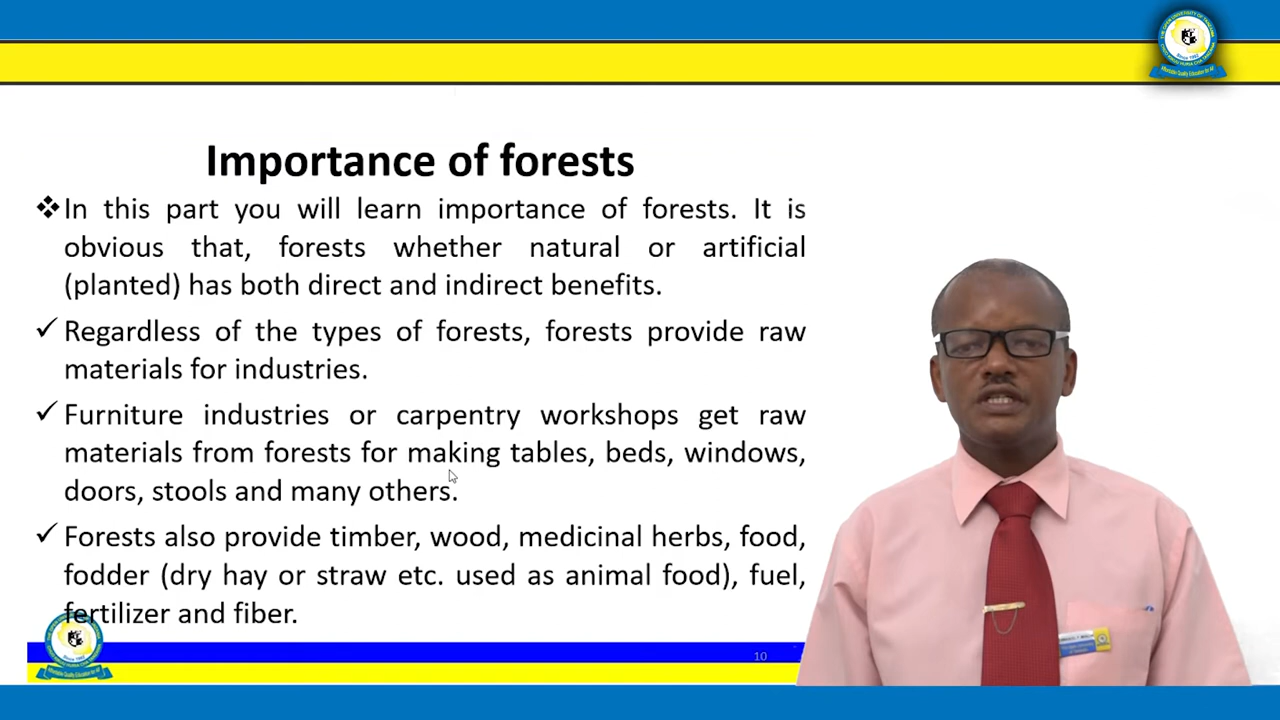 Importance of forests
❖In this part you will learn importance of forests. It is
obvious that, forests whether natural or artificial
(planted) has both direct and indirect benefits.
✓Regardless of the types of forests, forests provide raw
materials for industries.
✓Furniture industries or carpentry workshops get raw
materials from forests for making tables, beds, windows,
doors, stools and many others.
✓Forests also provide timber, wood, medicinal herbs, food,
fodder (dry hay or straw etc. used as animal food), fuel,
fertilizer and fiber.
10